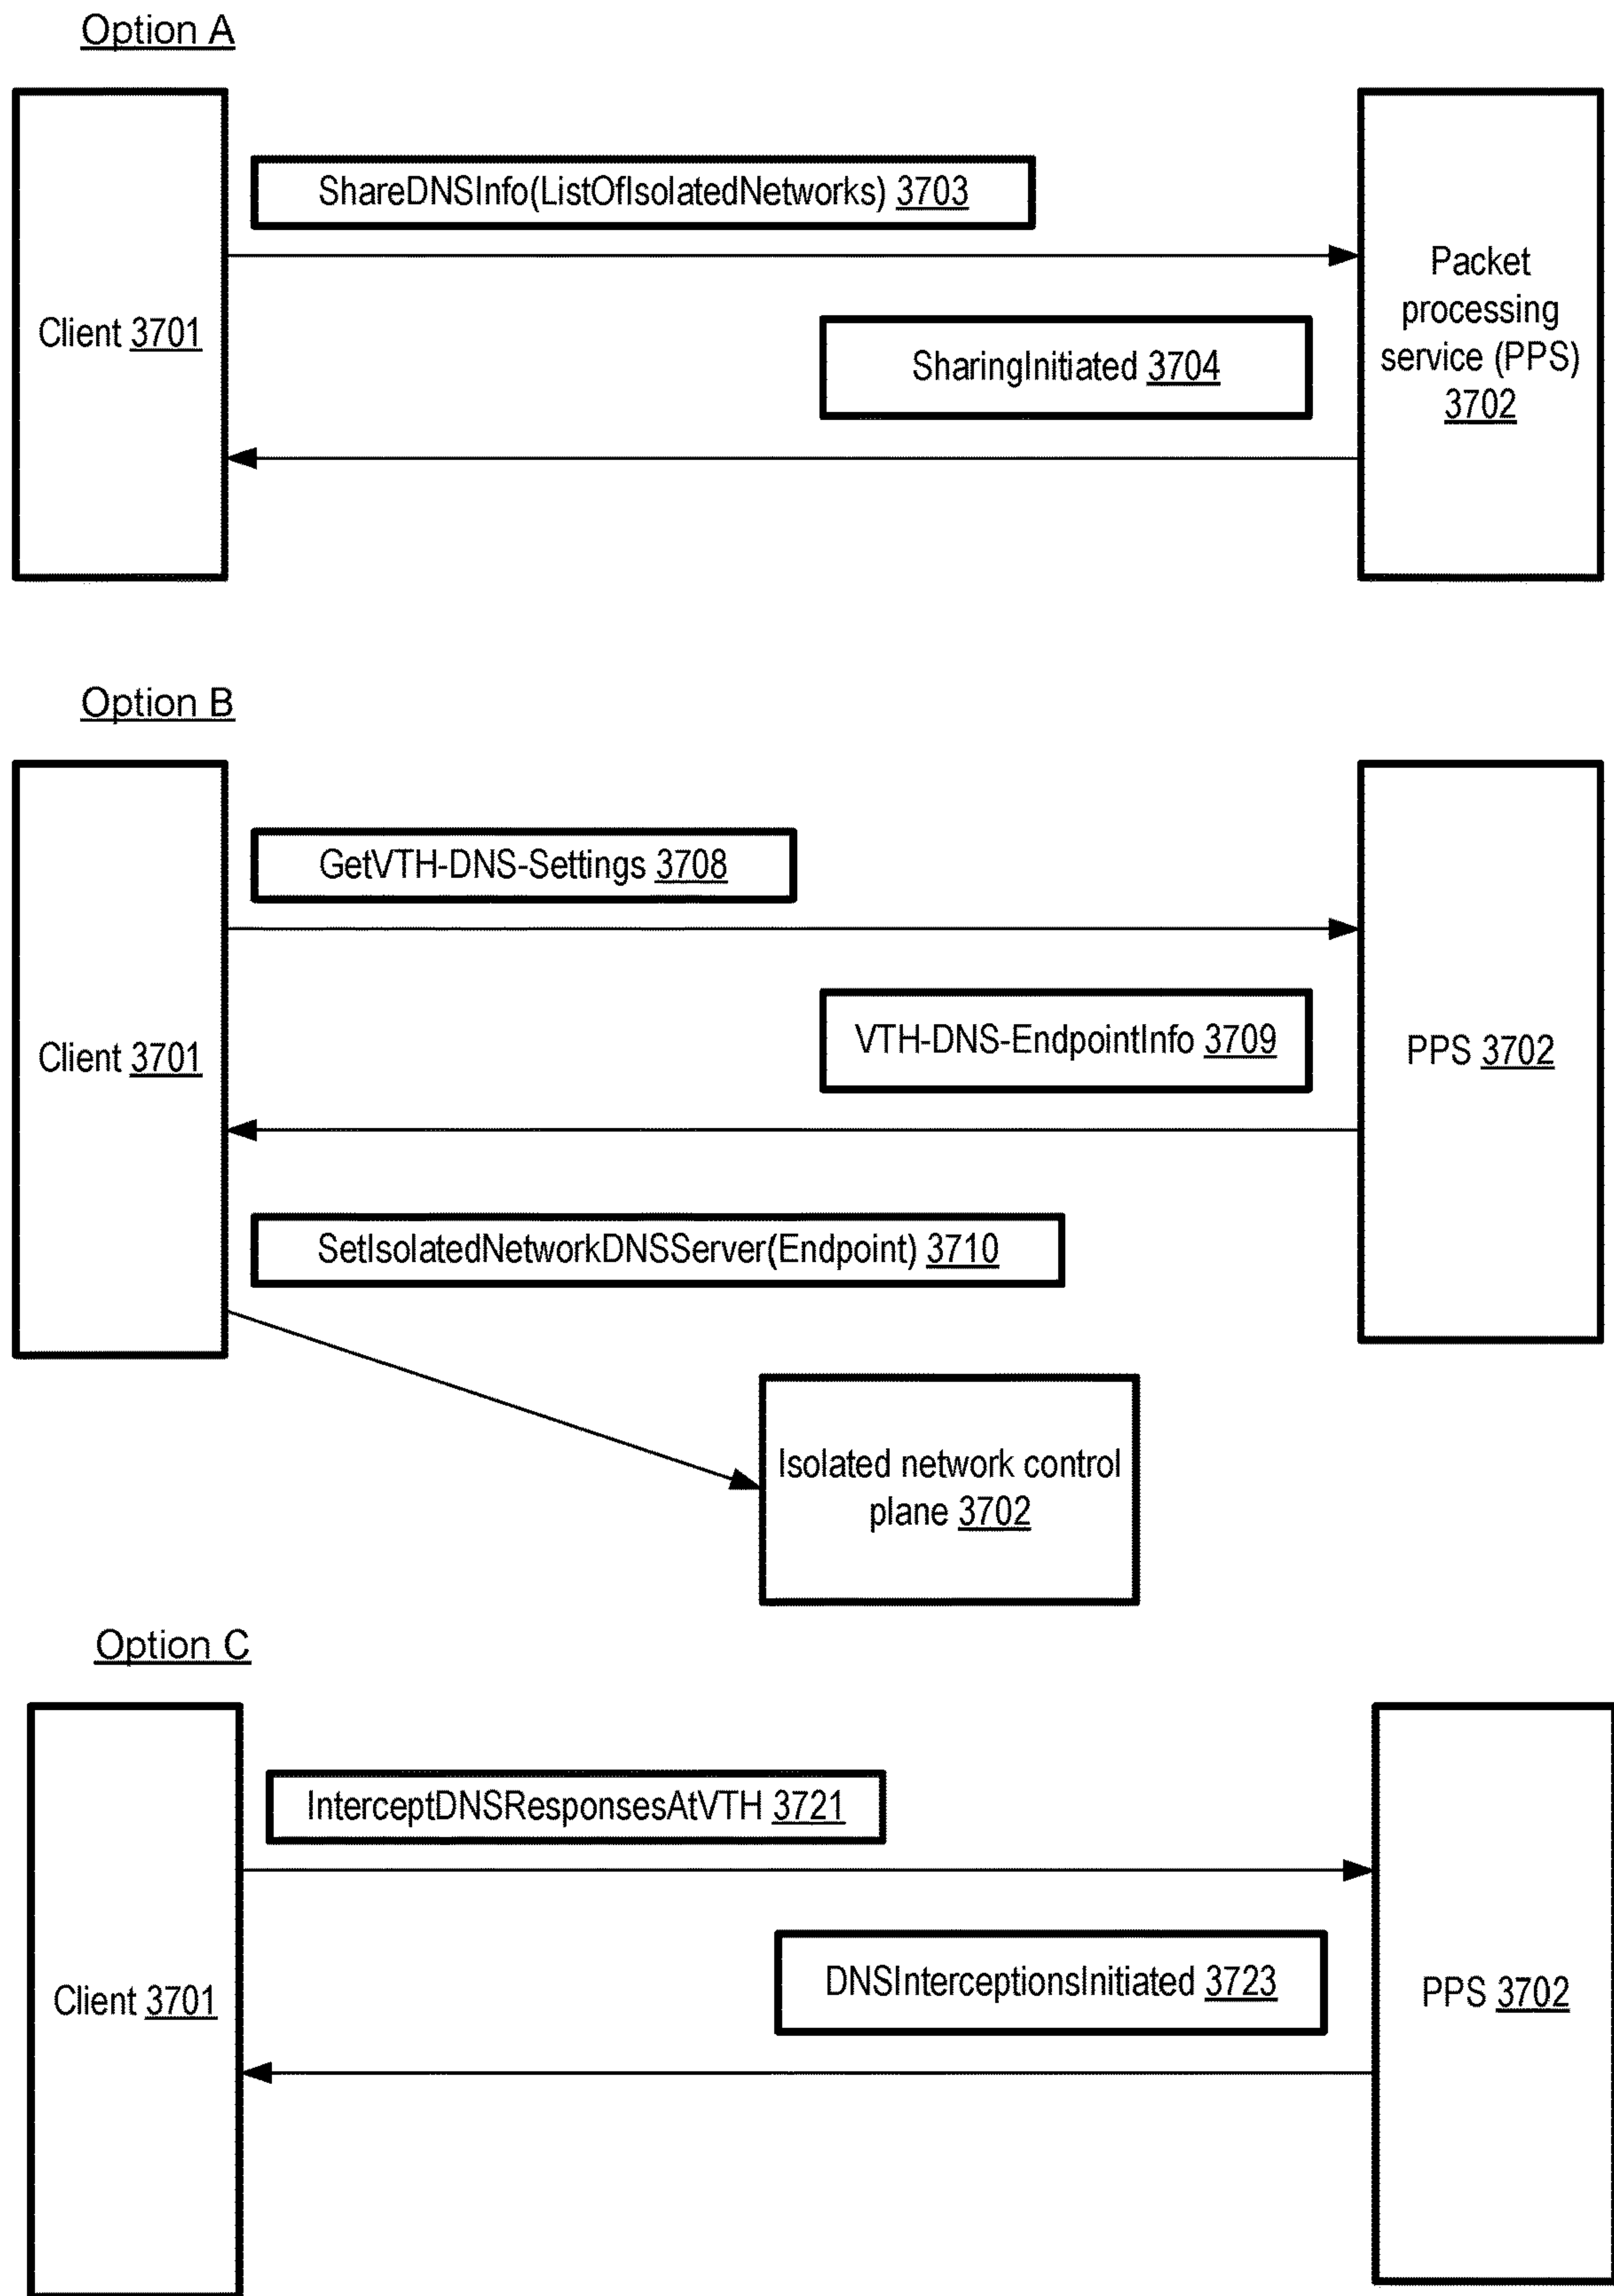 Option A
ShareDNSInfo(ListOfIsolatedNetworks) 3703
Client 3701
SharingInitiated 3704
Packet
processing
service (PPS)
3702
Option B
GetVTH-DNS-Settings 3708
Client 3701
VTH-DNS-EndpointInfo 3709
PPS 3702
SetIsolatedNetworkDNSServer(Endpoint) 3710
Isolated network control
plane 3702
Option C
InterceptDNSResponsesAtVTH 3721
Client 3701
DNSInterceptionsInitiated 3723
PPS 3702